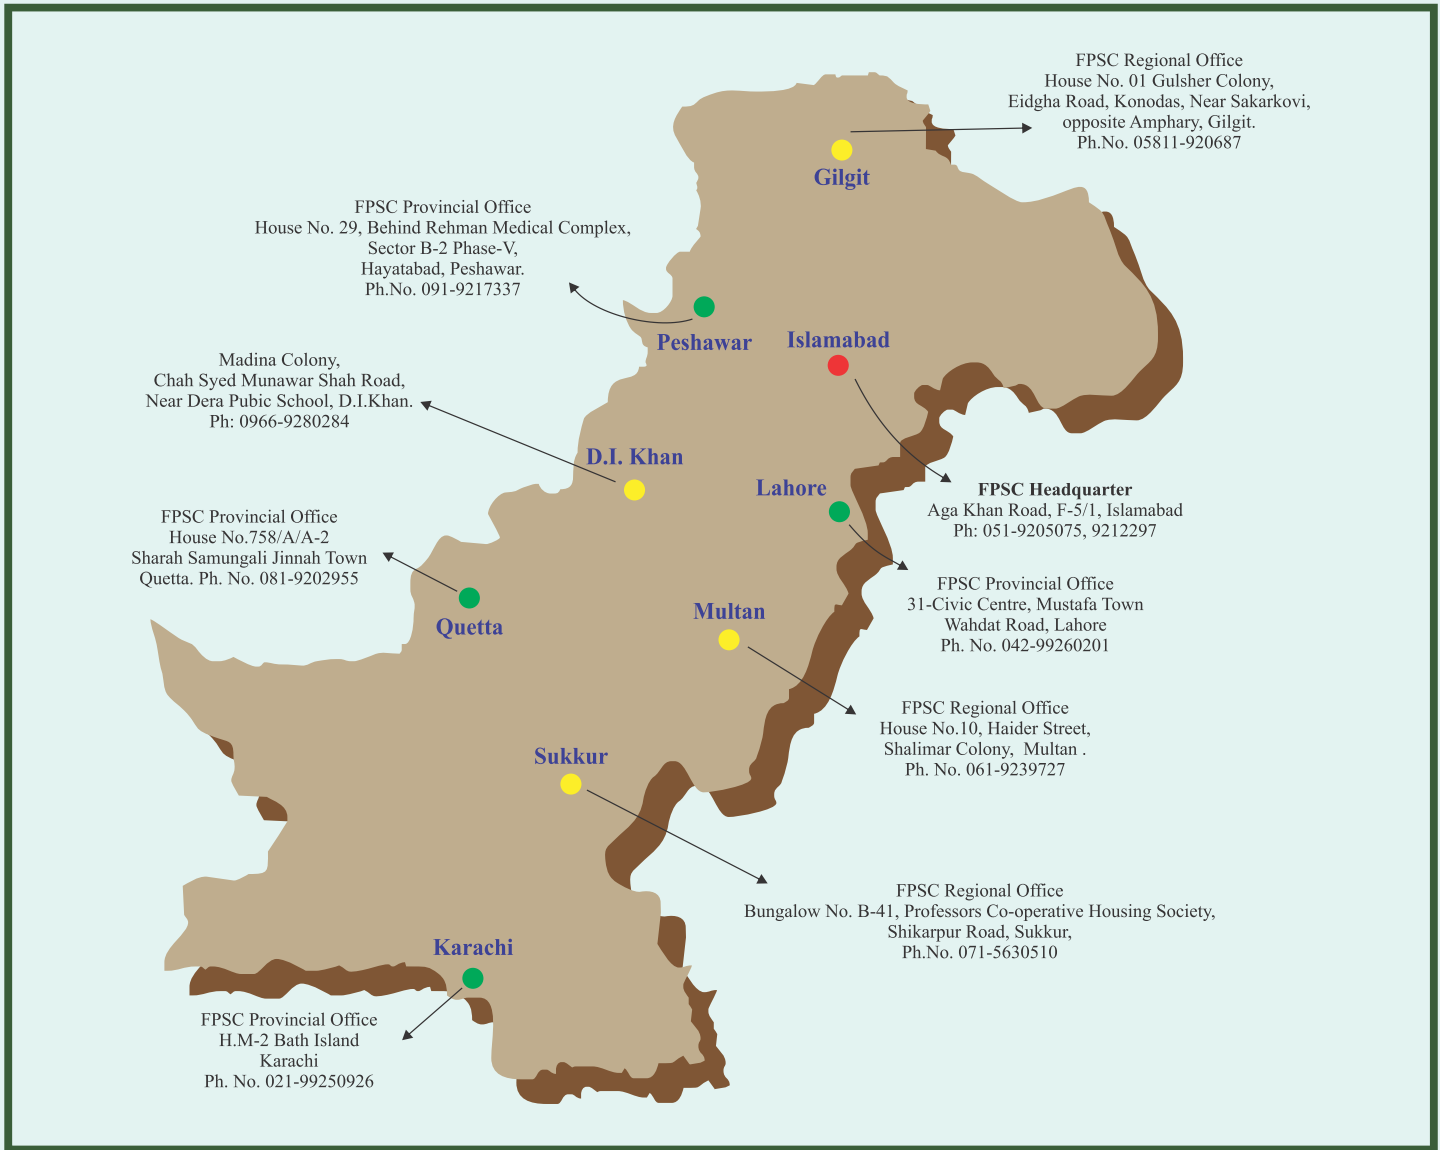 FPSC Regional Office
House No. 01 Gulsher Colony,
Eidgha Road, Konodas, Near Sakarkovi,
opposite Amphary, Gilgit.
Ph.No. 05811-920687
Gilgit
FPSC Provincial Office
House No. 29, Behind Rehman Medical Complex,
Sector B-2 Phase-V,
Hayatabad, Peshawar.
Ph.No. 091-9217337
Peshawar
Islamabad
Madina Colony,
Chah Syed Munawar Shah Road,
Near Dera Pubic School, D.I.Khan.
Ph: 0966-9280284
D.I. Khan
Lahore
FPSC Headquarter
Aga Khan Road, F-5/1, Islamabad
Ph: 051-9205075, 9212297
FPSC Provincial Office
House No.758/A/A-2
Sharah Samungali Jinnah Town
Quetta. Ph. No. 081-9202955
Quetta
FPSC Provincial Office
31-Civic Centre, Mustafa Town
Wahdat Road, Lahore
Ph. No. 042-99260201
Multan
FPSC Regional Office
House No.10, Haider Street,
Shalimar Colony,  Multan .
Ph. No. 061-9239727
Sukkur
FPSC Regional Office
Bungalow No. B-41, Professors Co-operative Housing Society,
Shikarpur Road, Sukkur,
Ph.No. 071-5630510
Karachi
FPSC Provincial Office
H.M-2 Bath Island
Karachi
Ph. No. 021-99250926